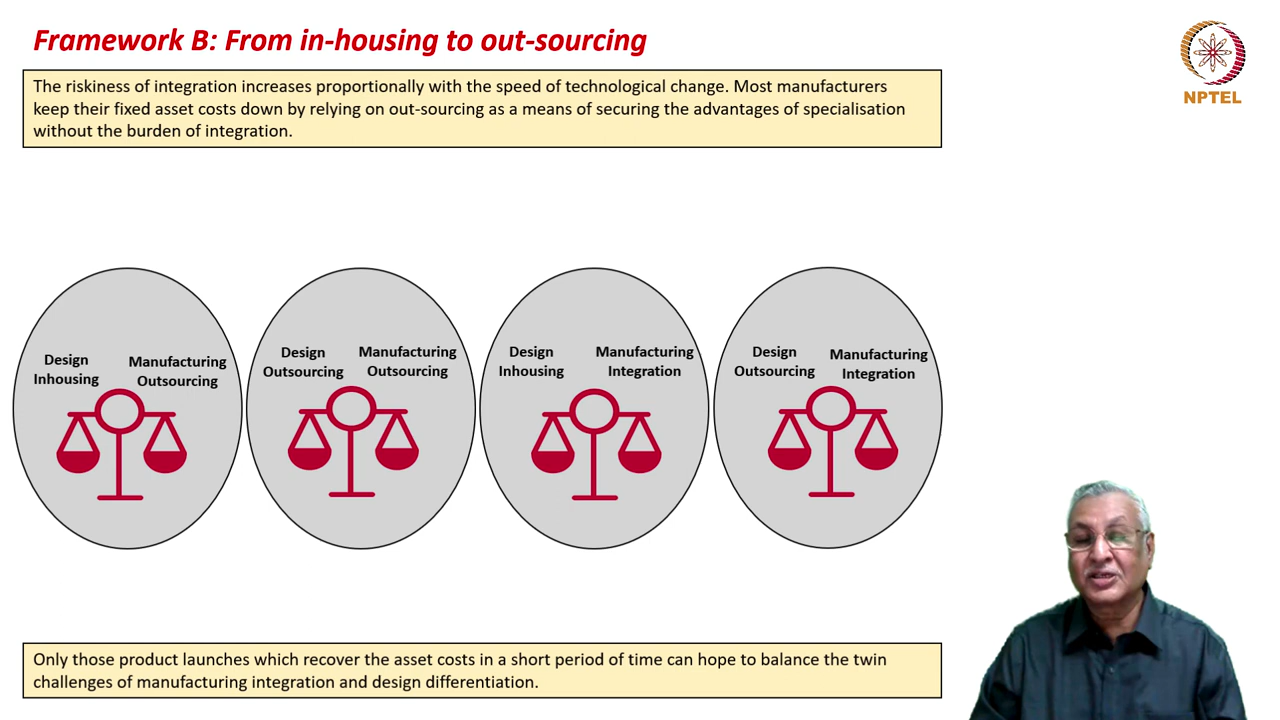 Framework B: From in-housing to out-sourcing
NPTEL
The riskiness of integration increases proportionally with the speed of technological change. Most manufacturers
keep their fixed asset costs down by relying on out-sourcing as a means of securing the advantages of specialisation
without the burden of integration.
Design
Inhousing
Manufacturing
Outsourcing
Design
Outsourcing
Manufacturing
Outsourcing
Design
Inhousing
Manufacturing
Integration
Design
Outsourcing
Manufacturing
Integration
Only those product launches which recover the asset costs in a short period of time can hope to balance the twin
challenges of manufacturing integration and design differentiation.